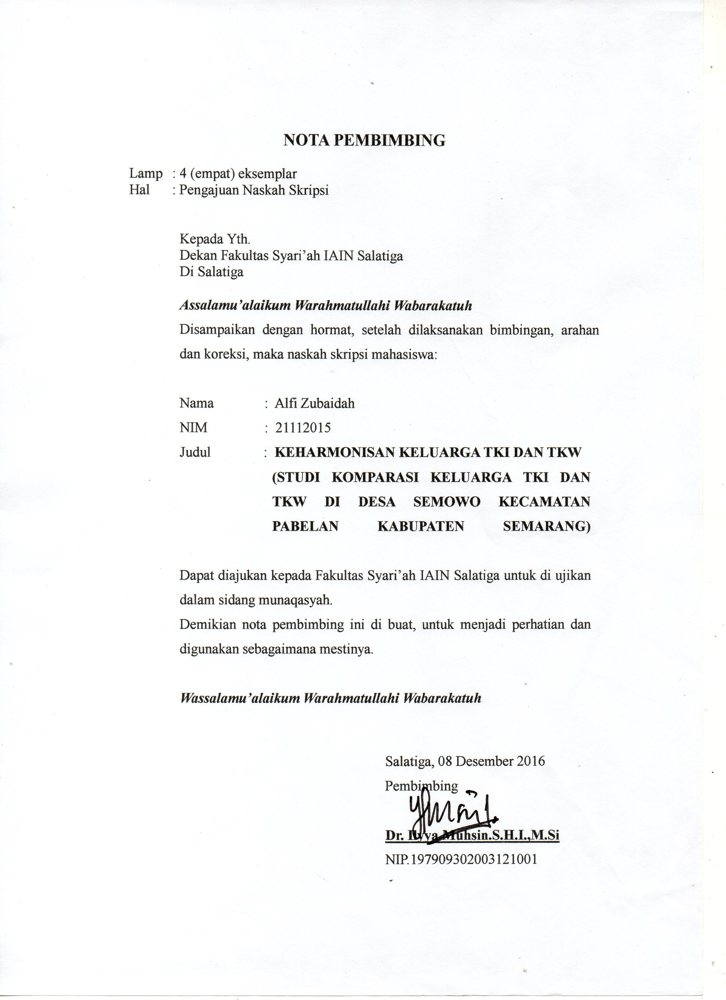 NOTA PEMBIMBING
Lamp : 4 (empat) eksemplar
Hal : Pengajuan Naskah Skripsi
Kepada Yth.
Dekan Fakultas Syari’ah IAIN Salatiga
Di Salatiga
Assalamu’alaikum Warahmatullahi Wabarakatuh
Disampaikan dengan hormat, setelah dilaksanakan bimbingan, arahan
dan koreksi, maka naskah skripsi mahasiswa:
Nama : Alfi Zubaidah
NIM : 21112015
Judul : KEHARMONISAN KELUARGA TKI DAN TKW
(STUDI KOMPARASI KELUARGA TKI DAN
TKW DI DESA SEMOWO KECAMATAN
PABELAN KABUPATEN SEMARANG)
Dapat diajukan kepada Fakultas Syari’ah IAIN Salatiga untuk di ujikan
dalam sidang munaqasyah.
Demikian nota pembimbing ini di buat, untuk menjadi perhatian dan
digunakan sebagaimana mestinya.
Wassalamu’alaikum Warahmatullahi Wabarakatuh
Salatiga, 08 Desember 2016
Pembimbing
Dr. Muhsin.S.H.I.,M.Si
NIP.197909302003121001